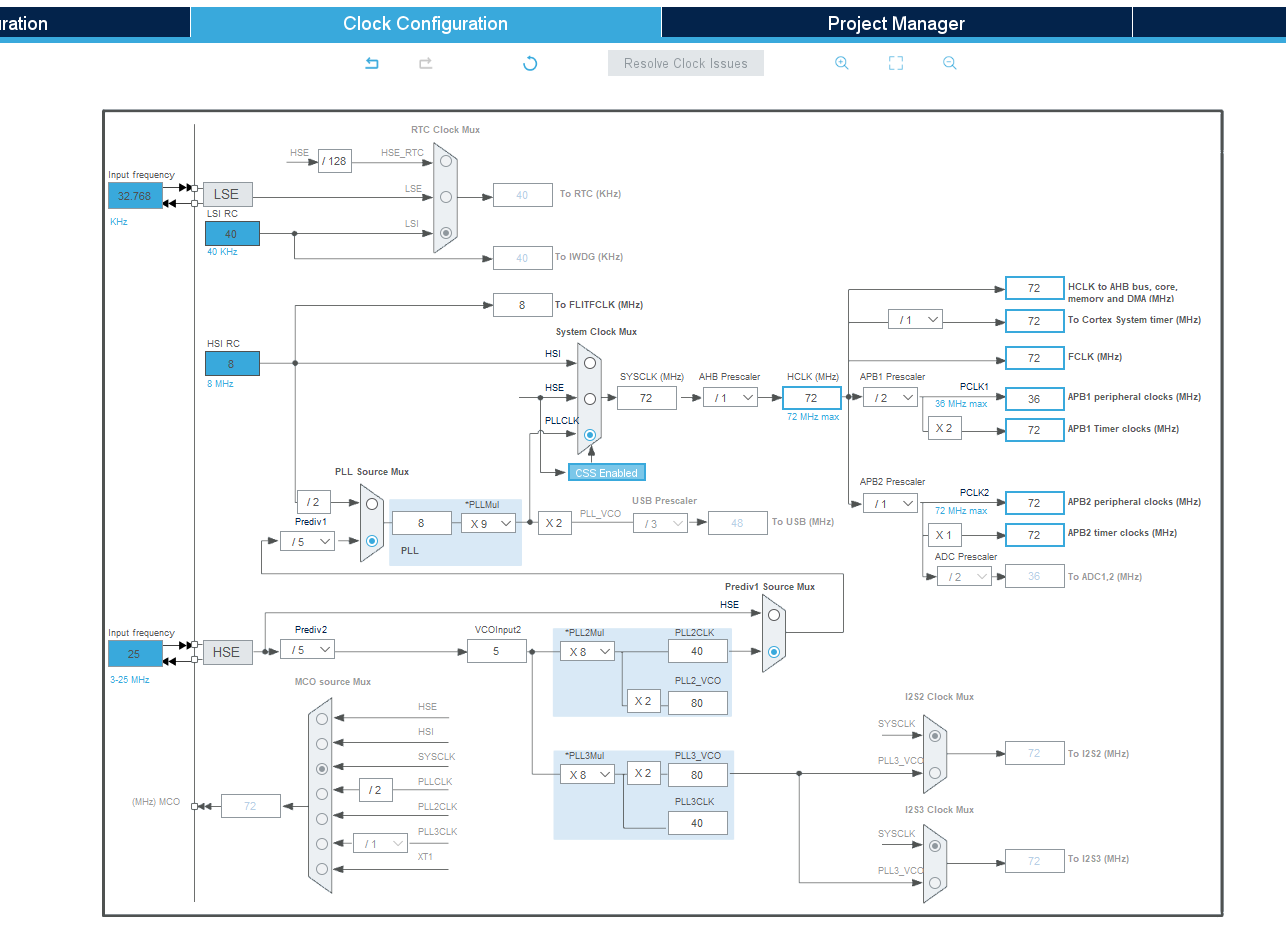 uration
Clock Configuration
Project Manager
Resolve Clock Issues
RTC Clock Mux
HSE
/ 128
HSE_RTC
Input frequency
32.768
KHz
LSE
LSE
To RTC (KHz)
40
LSI RC
40
40 KHz
LSI
40
To IWDG (KHz)
8
To FLITFCLK (MHz)
System Clock Mux
HSI RC
8
8 MHz
HSI
HSE
PLLCLK
CSS Enabled
SYSCLK (MHz)
72
AHB Prescaler
/ 1
HCLK (MHz)
72
72 MHz max
72
HCLK to AHB bus, core,
memory and DMA (MHz)
/ 1
72
To Cortex System timer (MHz)
72
FCLK (MHz)
APB1 Prescaler
/ 2
PCLK1
36 MHz max
36
APB1 peripheral clocks (MHz)
X 2
72
APB1 Timer clocks (MHz)
APB2 Prescaler
/ 1
PCLK2
72 MHz max
72
APB2 peripheral clocks (MHz)
X 1
72
APB2 timer clocks (MHz)
ADC Prescaler
/ 2
36
To ADC1,2 (MHz)
PLL Source Mux
/ 2
Prediv1
/ 5
8
*PLLMul
X 9
PLL
X 2
PLL_VCO
USB Prescaler
/ 3
48
To USB (MHz)
Prediv1 Source Mux
HSE
Input frequency
25
3-25 MHz
HSE
Prediv2
/ 5
VCOInput2
5
*PLL2Mul
X 8
PLL2CLK
40
PLL2_VCO
X 2
80
*PLL3Mul
X 8
X 2
PLL3_VCO
80
PLL3CLK
40
MCO source Mux
HSE
HSI
SYSCLK
PLLCLK
/ 2
PLL2CLK
PLL3CLK
/ 1
XT1
(MHz) MCO
72
I2S2 Clock Mux
SYSCLK
PLL3_VCO
72
To I2S2 (MHz)
I2S3 Clock Mux
SYSCLK
PLL3_VCO
72
To I2S3 (MHz)